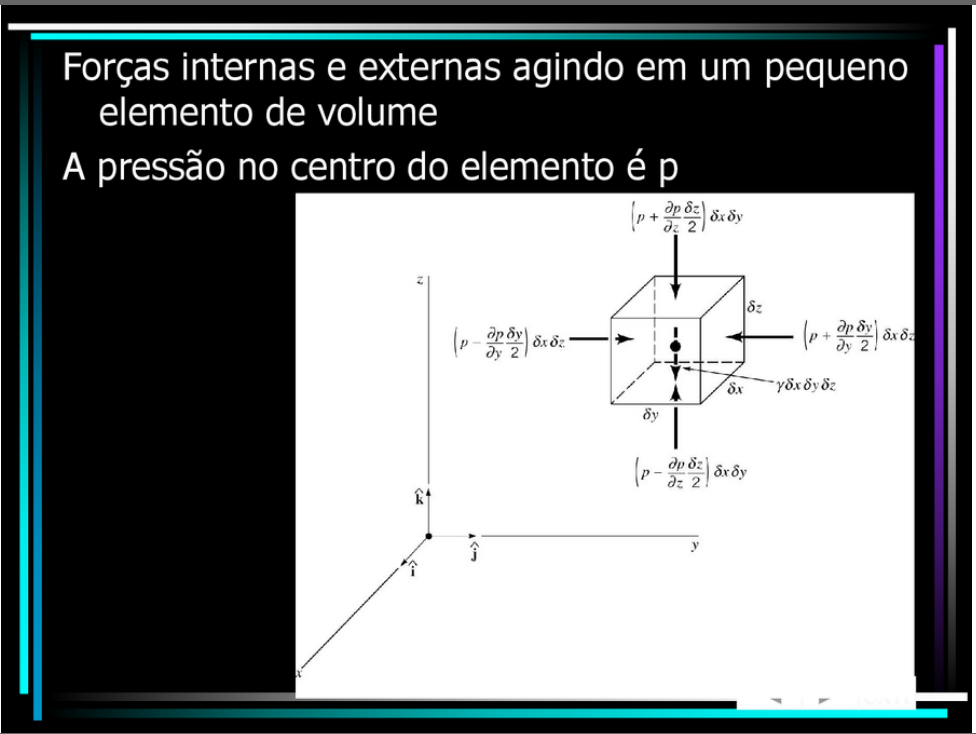 Forças internas e externas agindo em um pequeno
elemento de volume
A pressão no centro do elemento é p
(p + ∂p/∂z δz/2) δx δy
z
δz
(p − ∂p/∂y δy/2) δx δz
(p + ∂p/∂y δy/2) δx δz
δx
γδx δy δz
δy
(p − ∂p/∂z δz/2) δx δy
k̂
ĵ
y
î
x